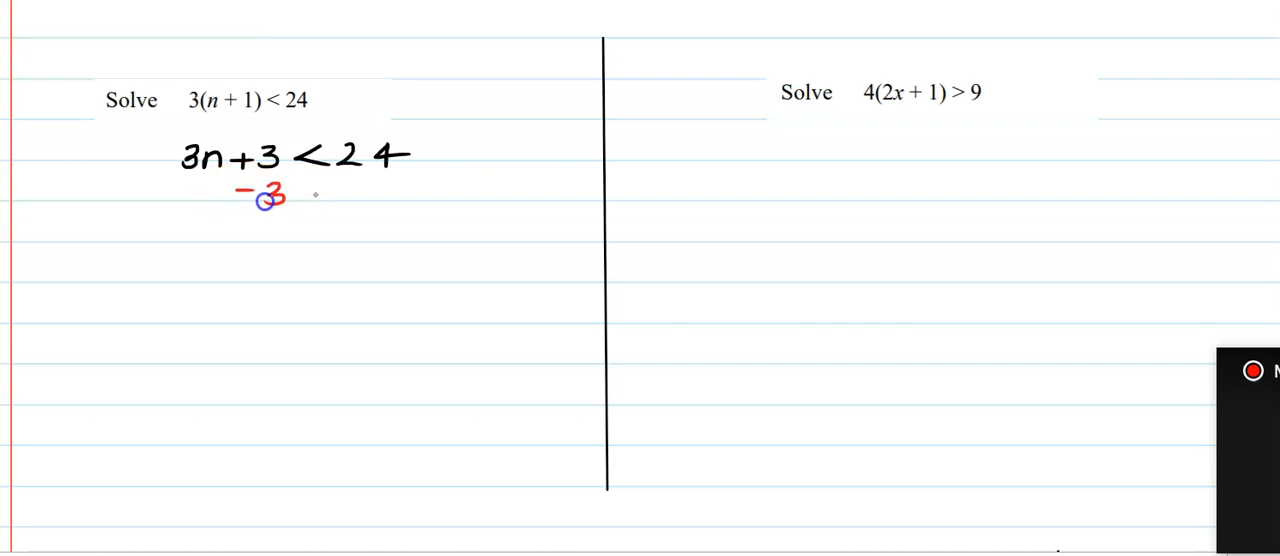 Solve 3(n + 1) < 24
3n + 3 < 24
- 3
Solve 4(2x + 1) > 9